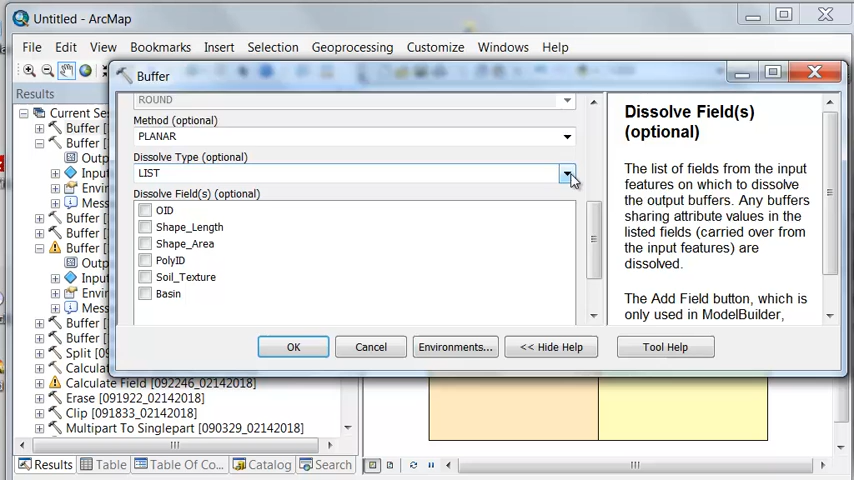 Untitled - ArcMap
File Edit View Bookmarks Insert Selection Geoprocessing Customize Windows Help
Buffer
Results
Current Se
Buffer [
Buffer [
Outp
Input
Envir
Mess
Buffer [
Buffer [
Buffer [
Outp
Input
Envir
Mess
Buffer [
Buffer [
Split [0
Calcula
Calculate Field [092246_02142018]
Erase [091922_02142018]
Clip [091833_02142018]
Multipart To Singlepart [090329_02142018]
ROUND
Method (optional)
PLANAR
Dissolve Type (optional)
LIST
Dissolve Field(s) (optional)
OID
Shape_Length
Shape_Area
PolyID
Soil_Texture
Basin
Dissolve Field(s)
(optional)
The list of fields from the input
features on which to dissolve
the output buffers. Any buffers
sharing attribute values in the
listed fields (carried over from
the input features) are
dissolved.
The Add Field button, which is
only used in ModelBuilder,
OK Cancel Environments... << Hide Help Tool Help
Results Table Table Of Co... Catalog Search